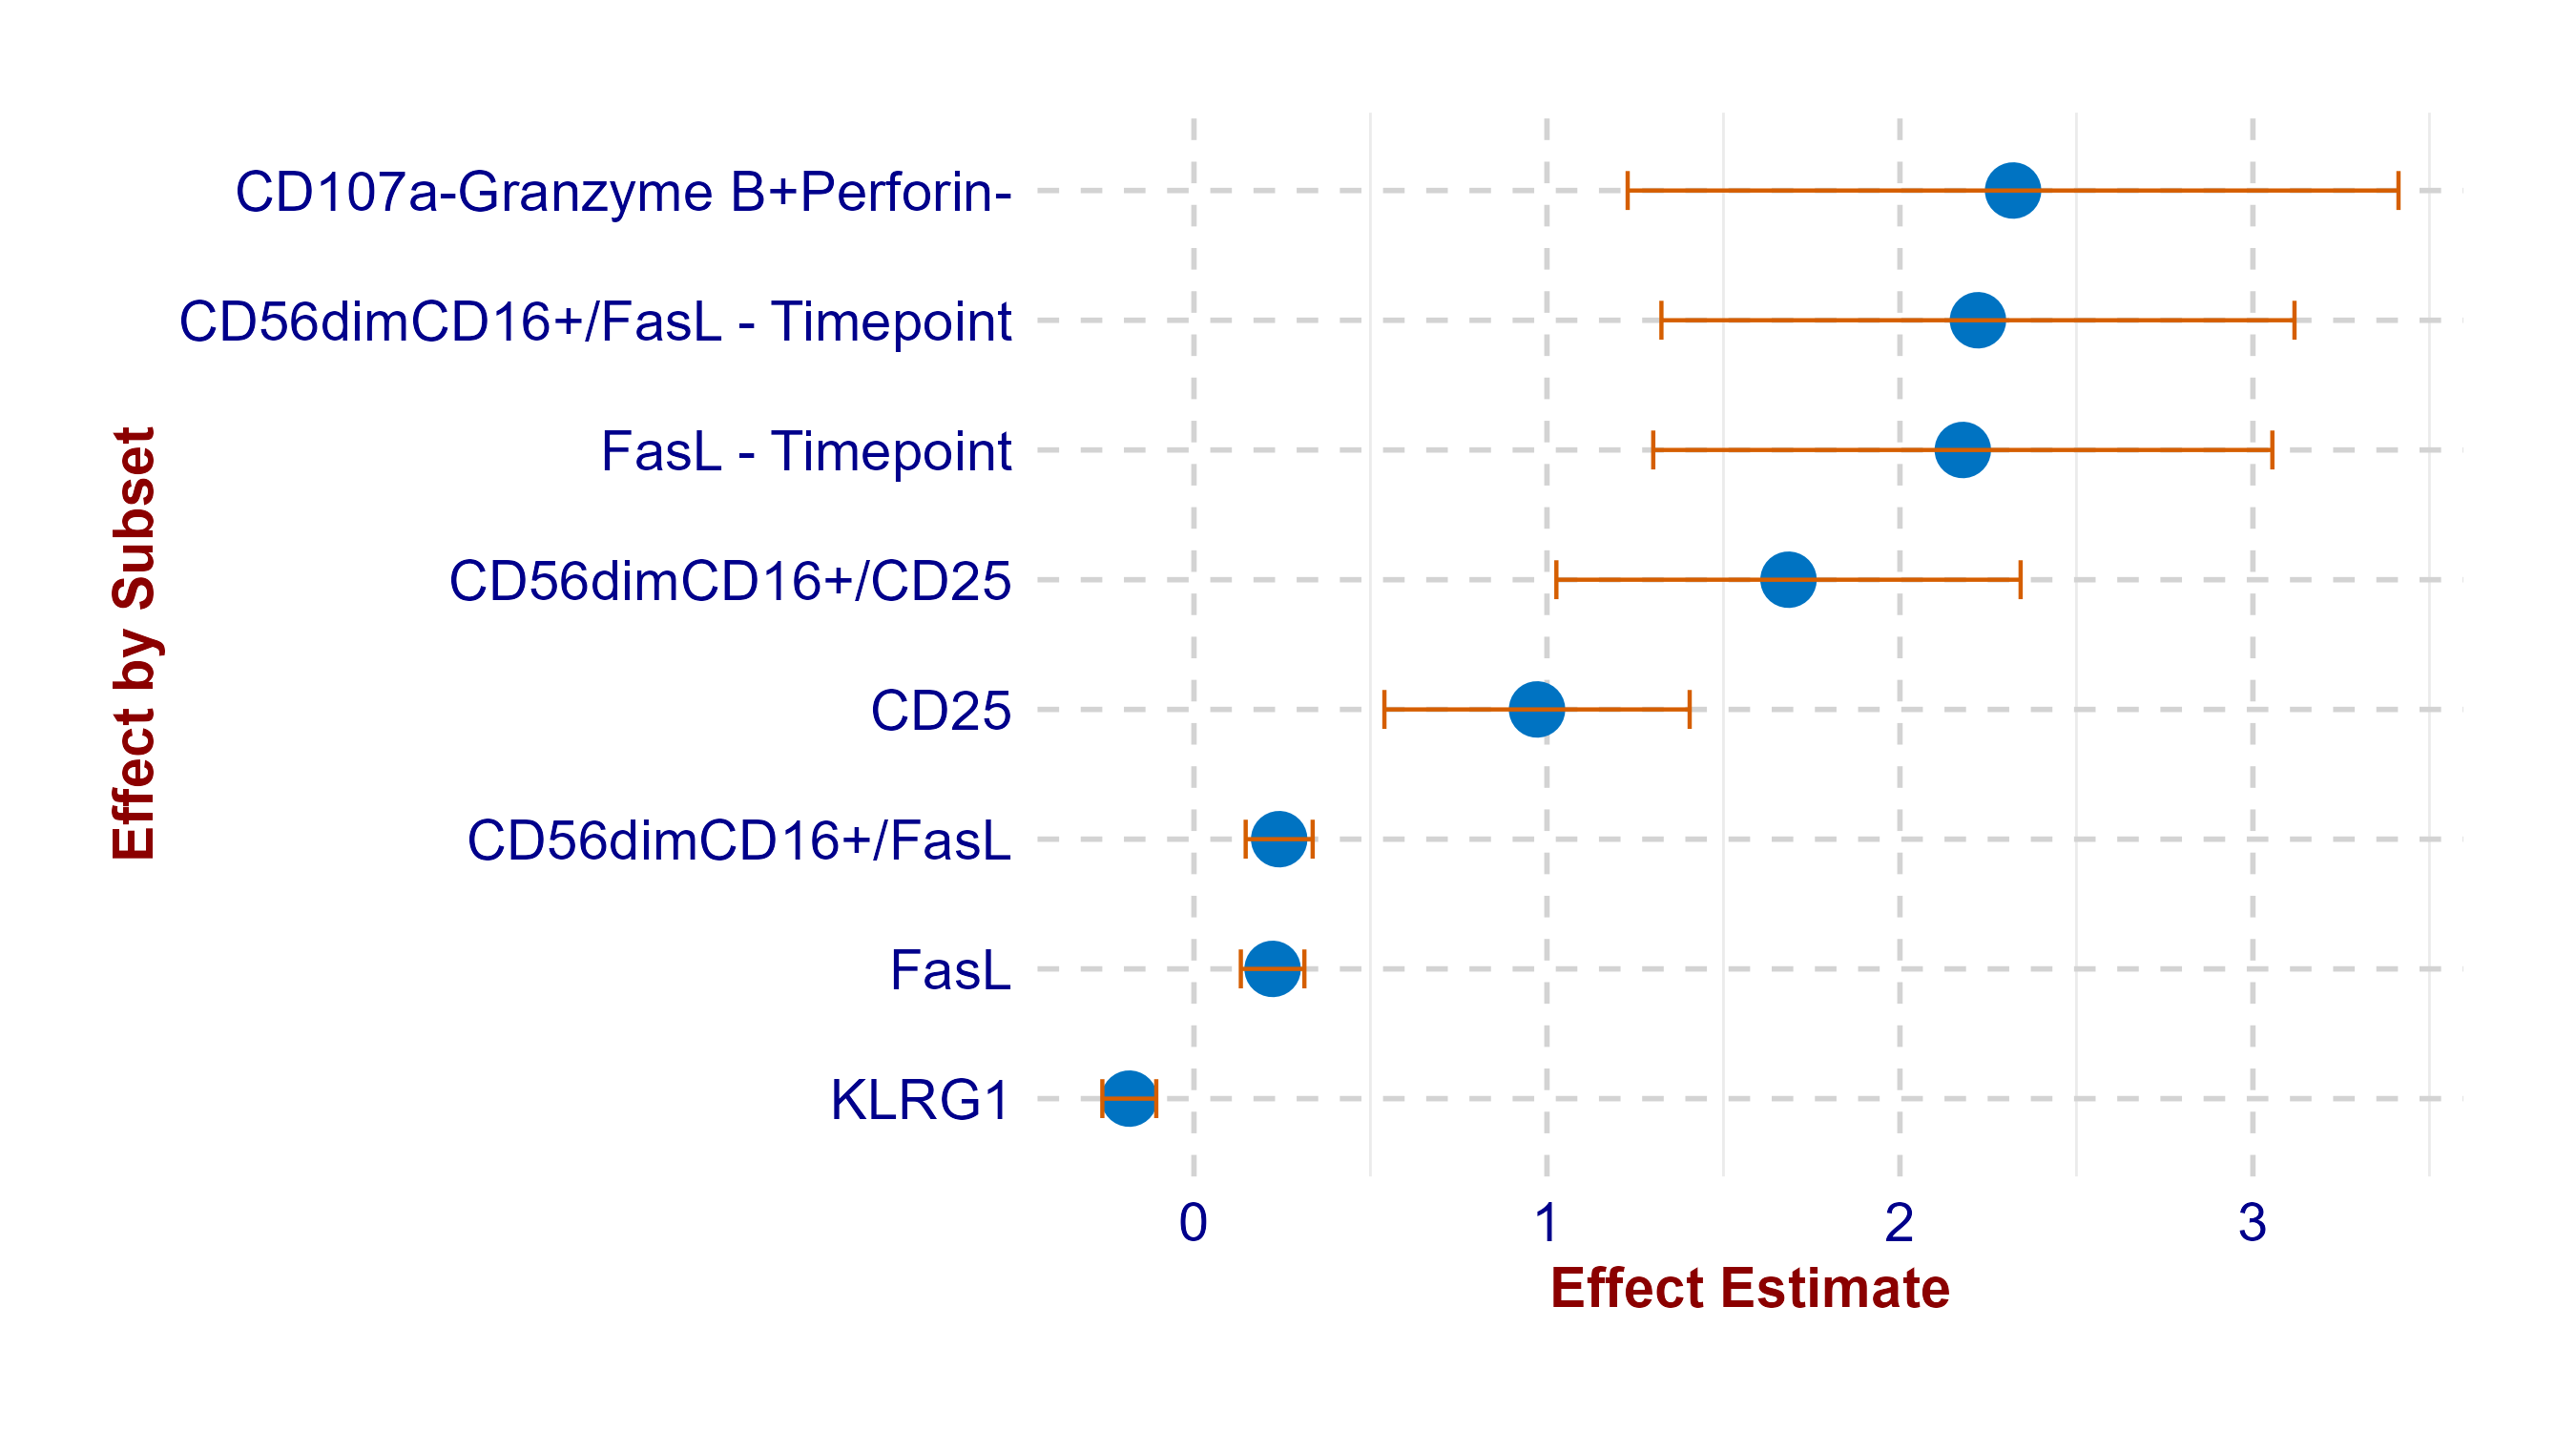 CD107a-Granzyme B+Perforin-
CD56dimCD16+/FasL - Timepoint
FasL - Timepoint
CD56dimCD16+/CD25
CD25
CD56dimCD16+/FasL
FasL
KLRG1
Effect by Subset
0 1 2 3
Effect Estimate